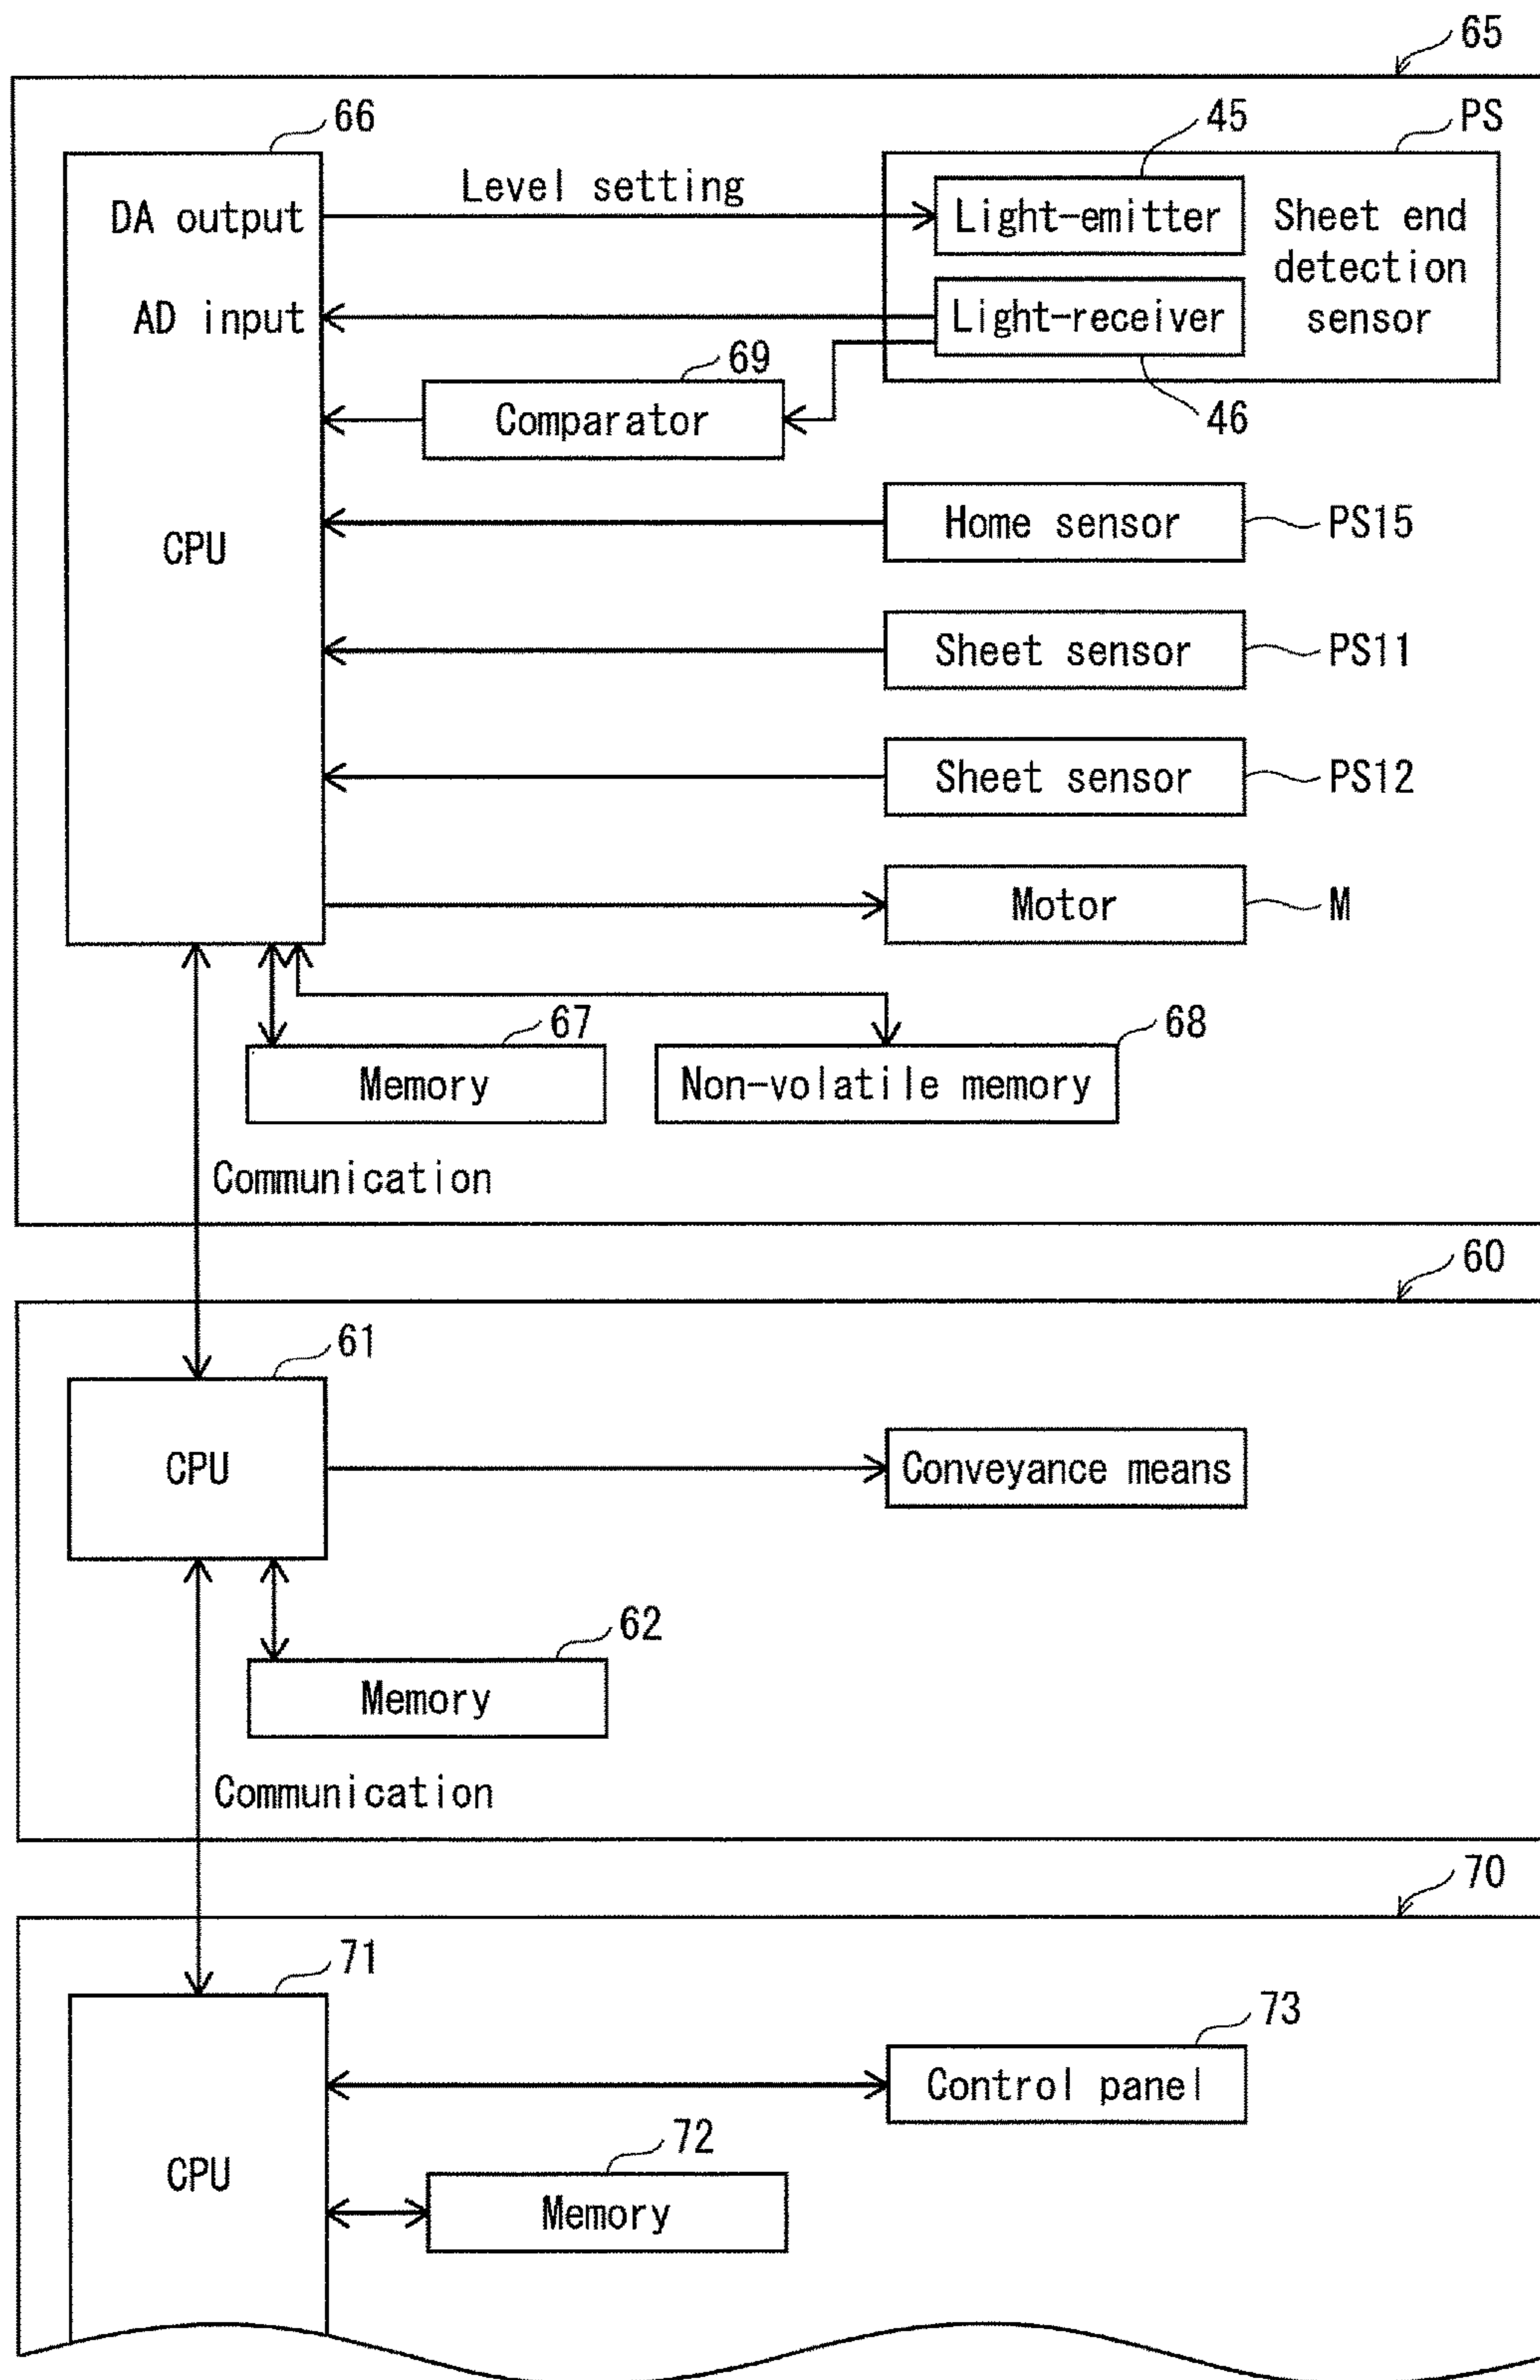 65
66
45
PS
DA output
Level setting
Light-emitter
Sheet end
detection
sensor
AD input
Light-receiver
69
Comparator
46
CPU
Home sensor
PS15
Sheet sensor
PS11
Sheet sensor
PS12
Motor
M
67
Memory
68
Non-volatile memory
Communication
60
61
CPU
Conveyance means
62
Memory
Communication
70
71
73
Control panel
CPU
72
Memory